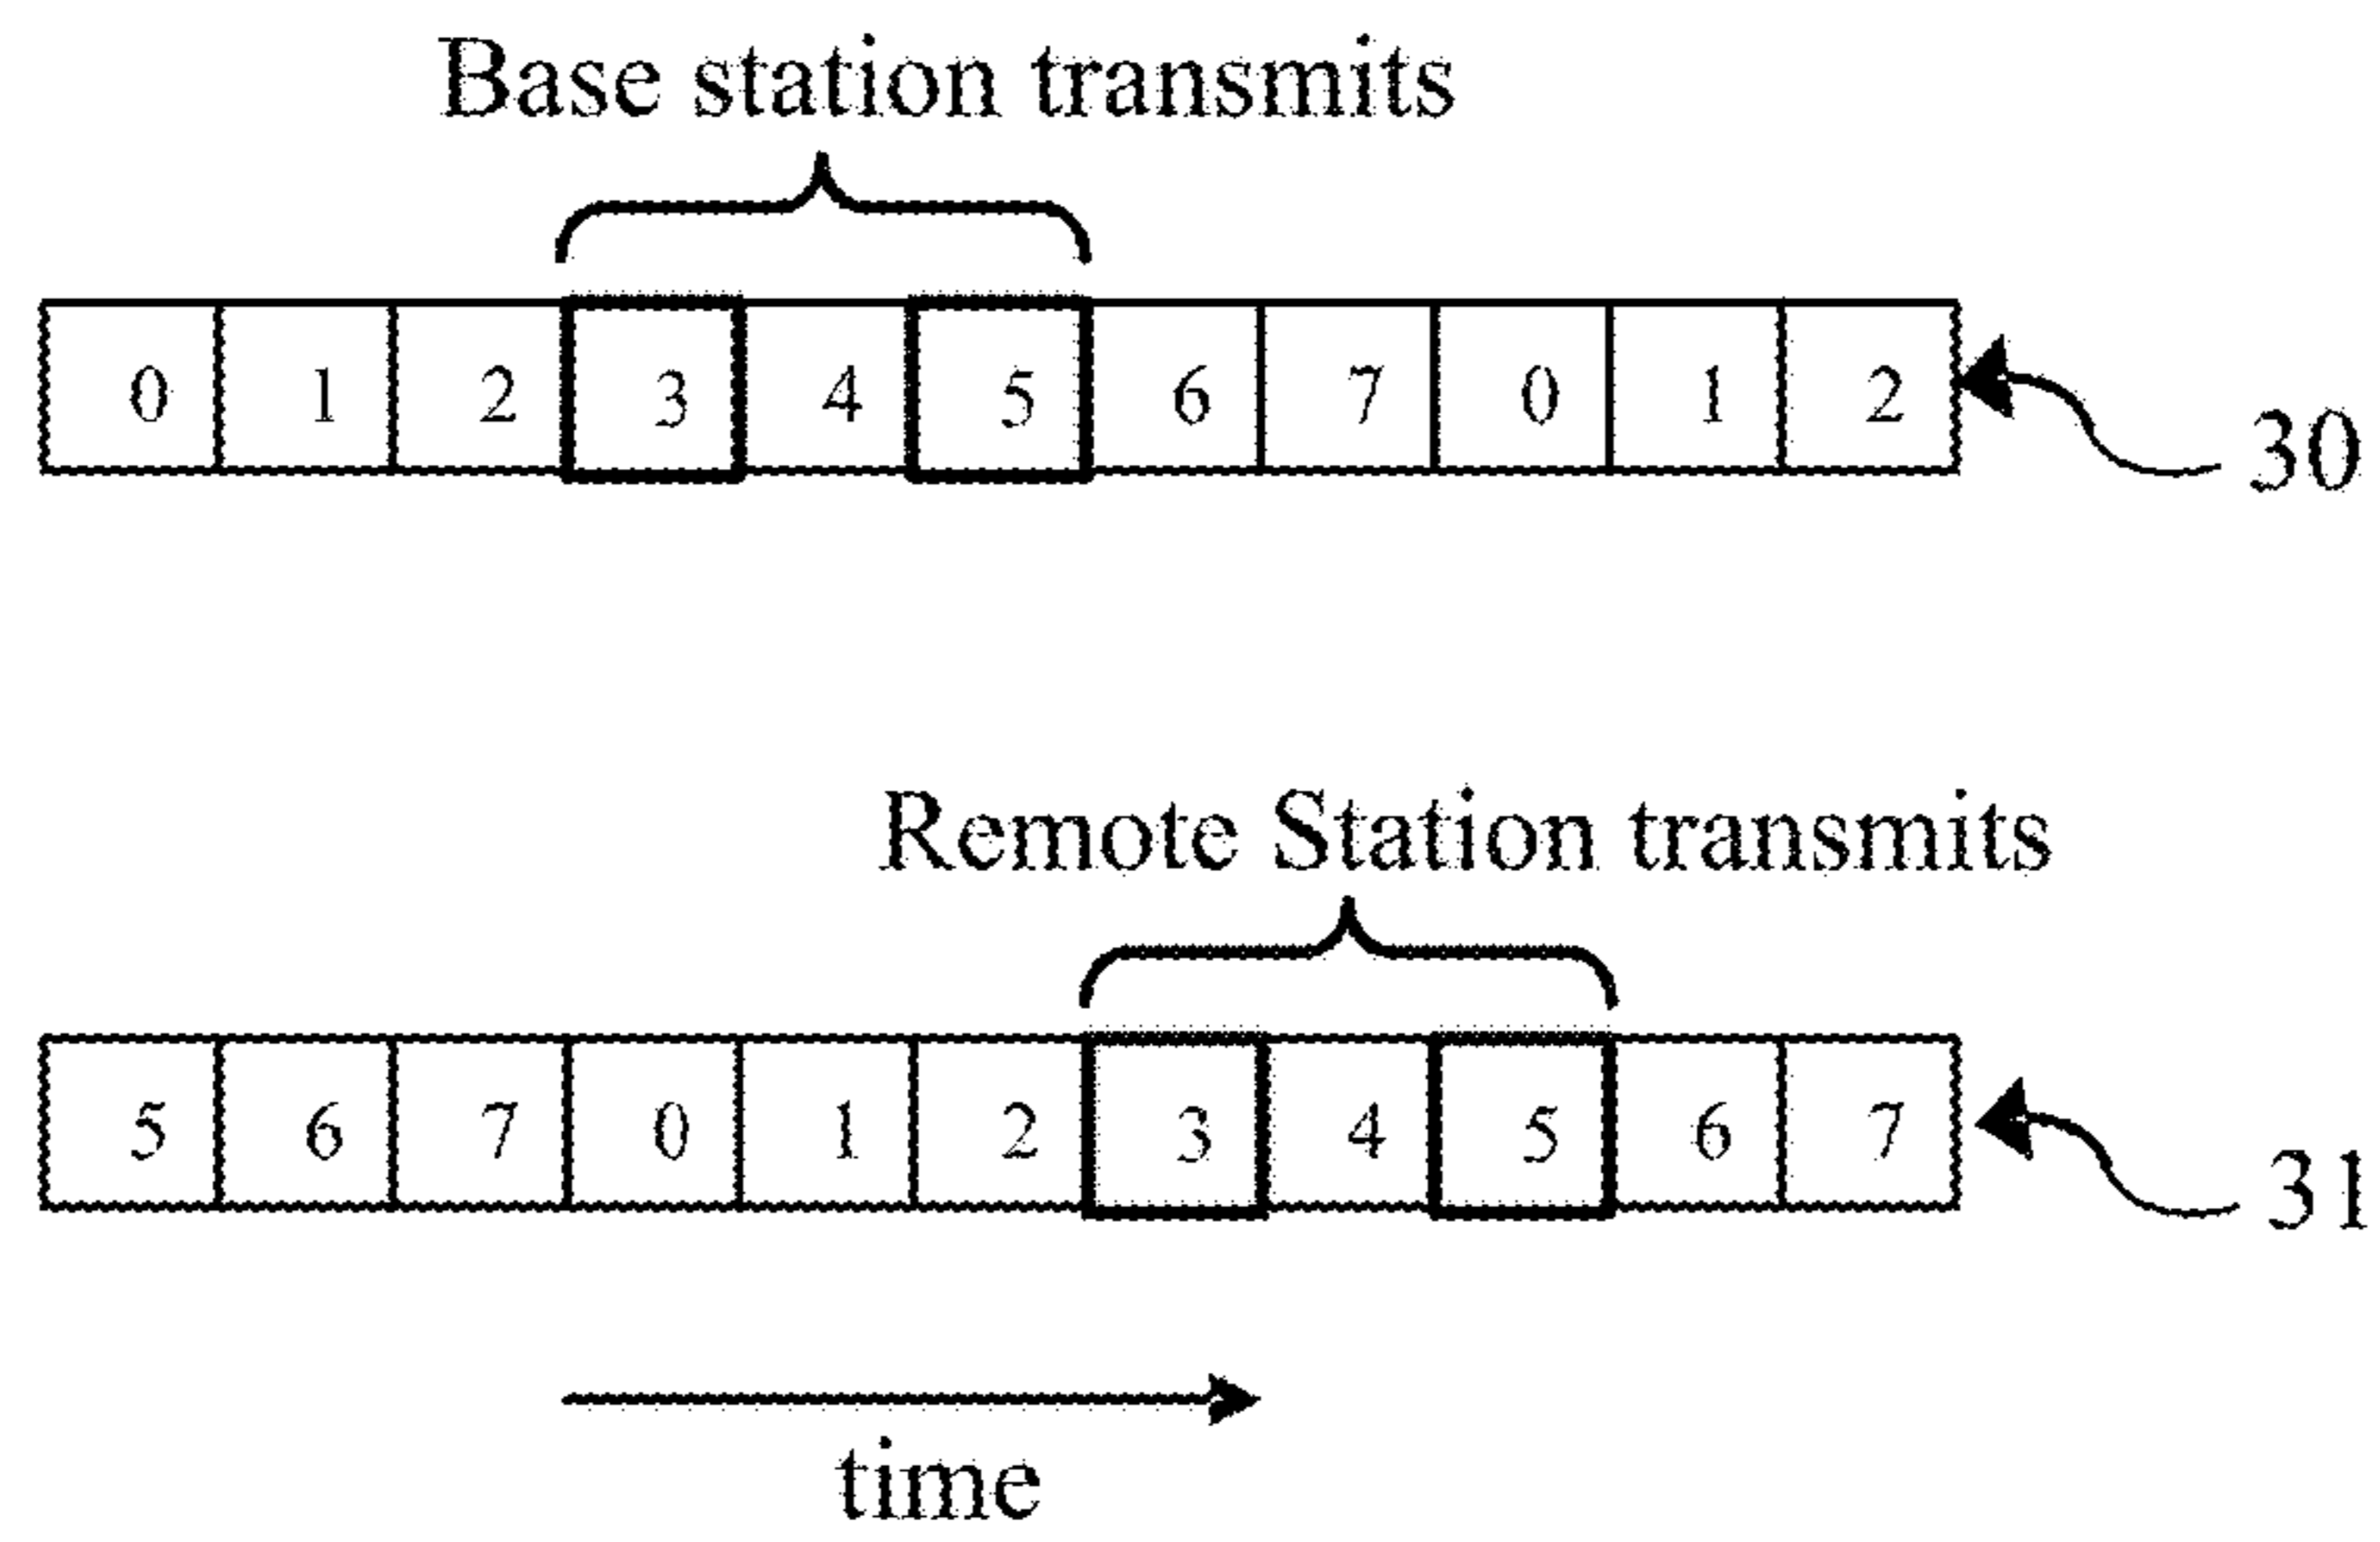 Base station transmits
0 1 2 3 4 5 6 7 0 1 2
30
Remote Station transmits
5 6 7 0 1 2 3 4 5 6 7
31
time